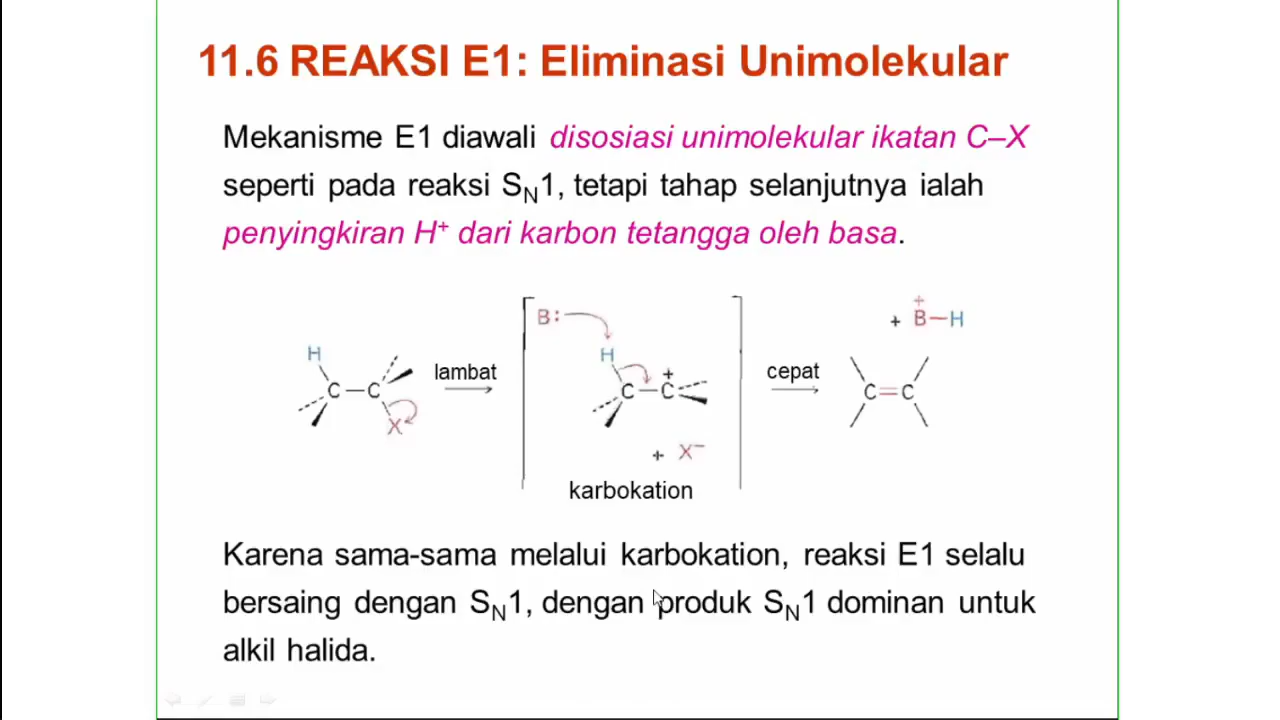 11.6 REAKSI E1: Eliminasi Unimolekular
Mekanisme E1 diawali disosiasi unimolekular ikatan C–X
seperti pada reaksi SN1, tetapi tahap selanjutnya ialah
penyingkiran H+ dari karbon tetangga oleh basa.
H
C–C
X
lambat
B:
H
+
C–C
+ X–
karbokation
cepat
+
+ B–H
C=C
Karena sama-sama melalui karbokation, reaksi E1 selalu
bersaing dengan SN1, dengan produk SN1 dominan untuk
alkil halida.